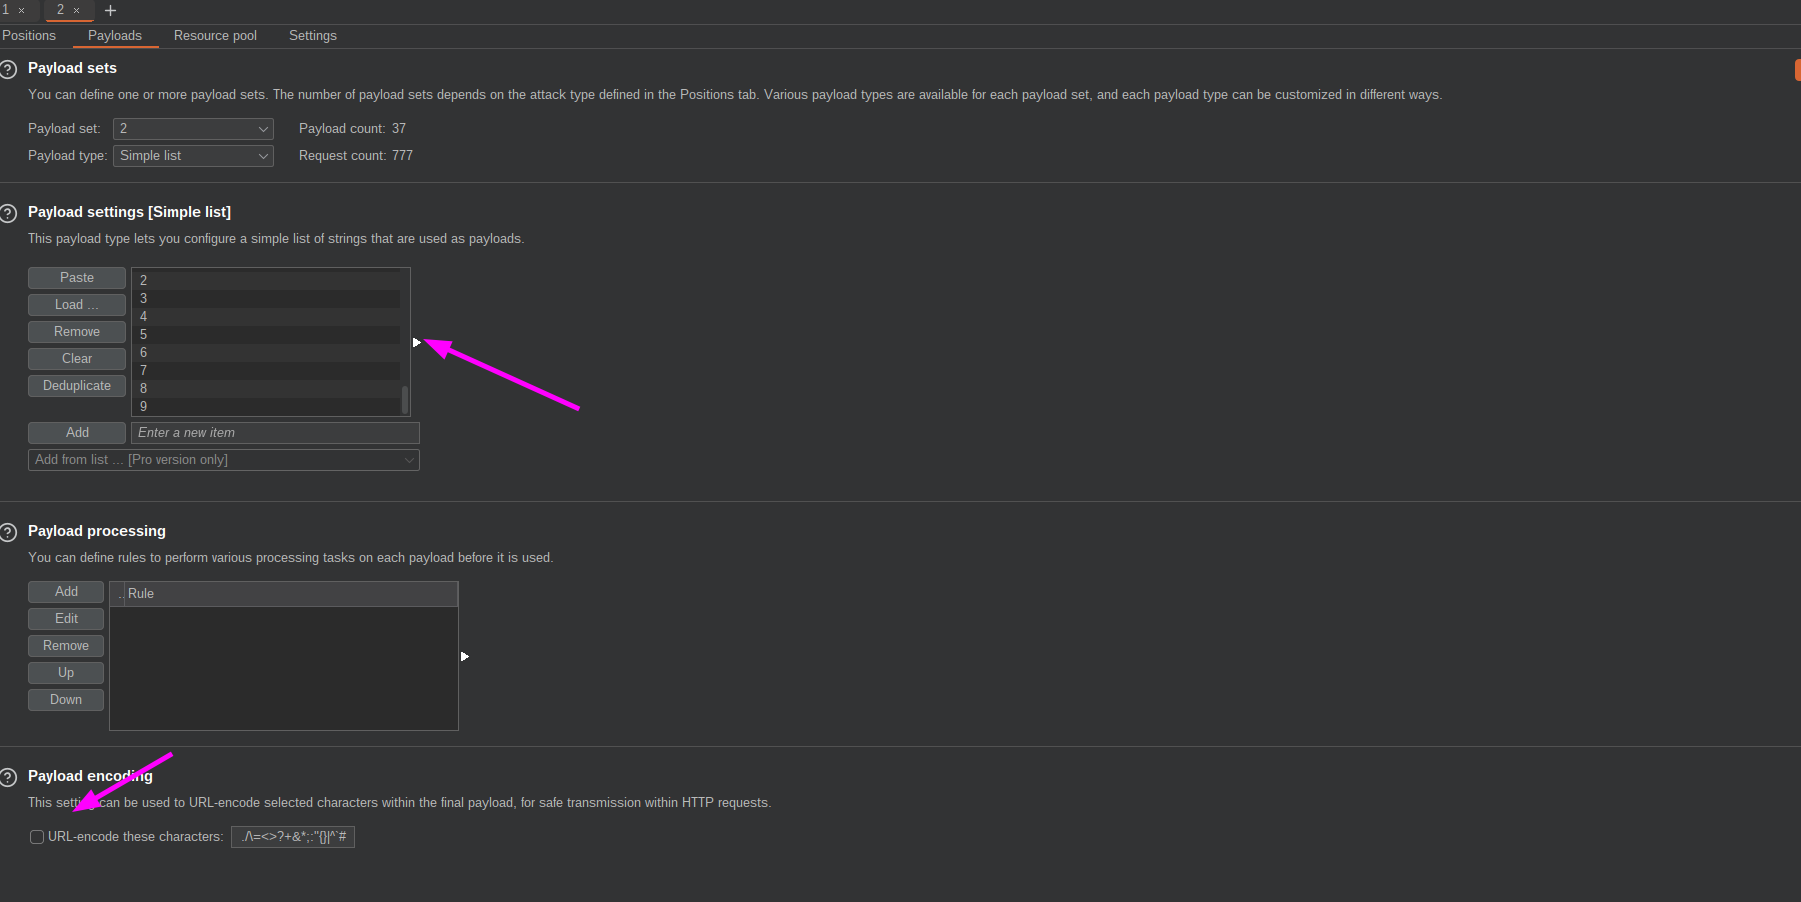 1 × 2 × +
Positions Payloads Resource pool Settings
Payload sets
You can define one or more payload sets. The number of payload sets depends on the attack type defined in the Positions tab. Various payload types are available for each payload set, and each payload type can be customized in different ways.
Payload set: 2 Payload count: 37
Payload type: Simple list Request count: 777
Payload settings [Simple list]
This payload type lets you configure a simple list of strings that are used as payloads.
Paste
Load ...
Remove
Clear
Deduplicate
2
3
4
5
6
7
8
9
Add Enter a new item
Add from list ... [Pro version only]
Payload processing
You can define rules to perform various processing tasks on each payload before it is used.
Add
Edit
Remove
Up
Down
.. Rule
Payload encoding
This setting can be used to URL-encode selected characters within the final payload, for safe transmission within HTTP requests.
URL-encode these characters: ./\=<>?+&*;:"{}|^`#